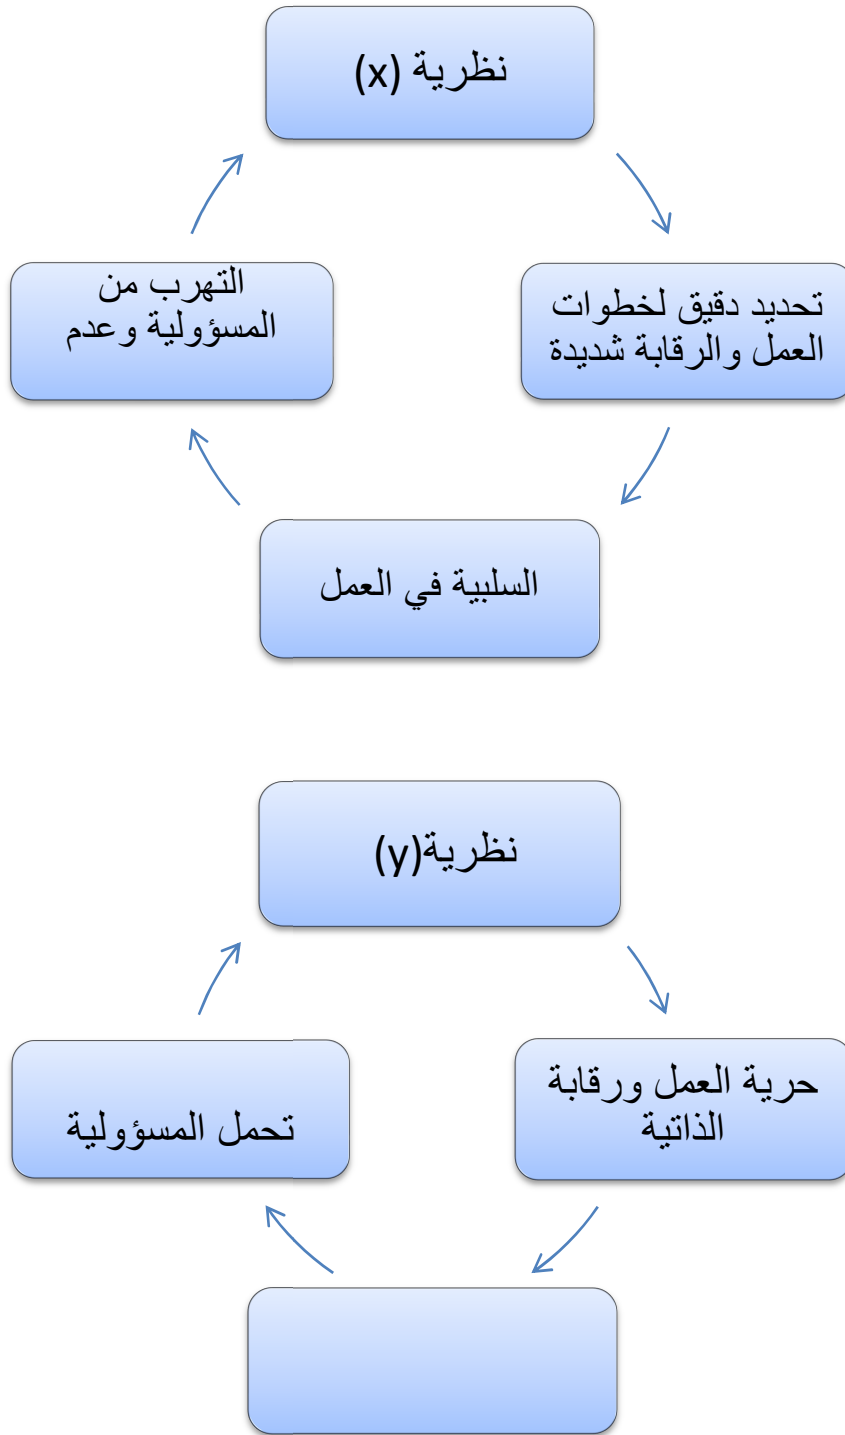 نظرية (x)
تحديد دقيق لخطوات
العمل والرقابة شديدة
السلبية في العمل
التهرب من
المسؤولية وعدم
نظرية(y)
حرية العمل ورقابة
الذاتية
تحمل المسؤولية